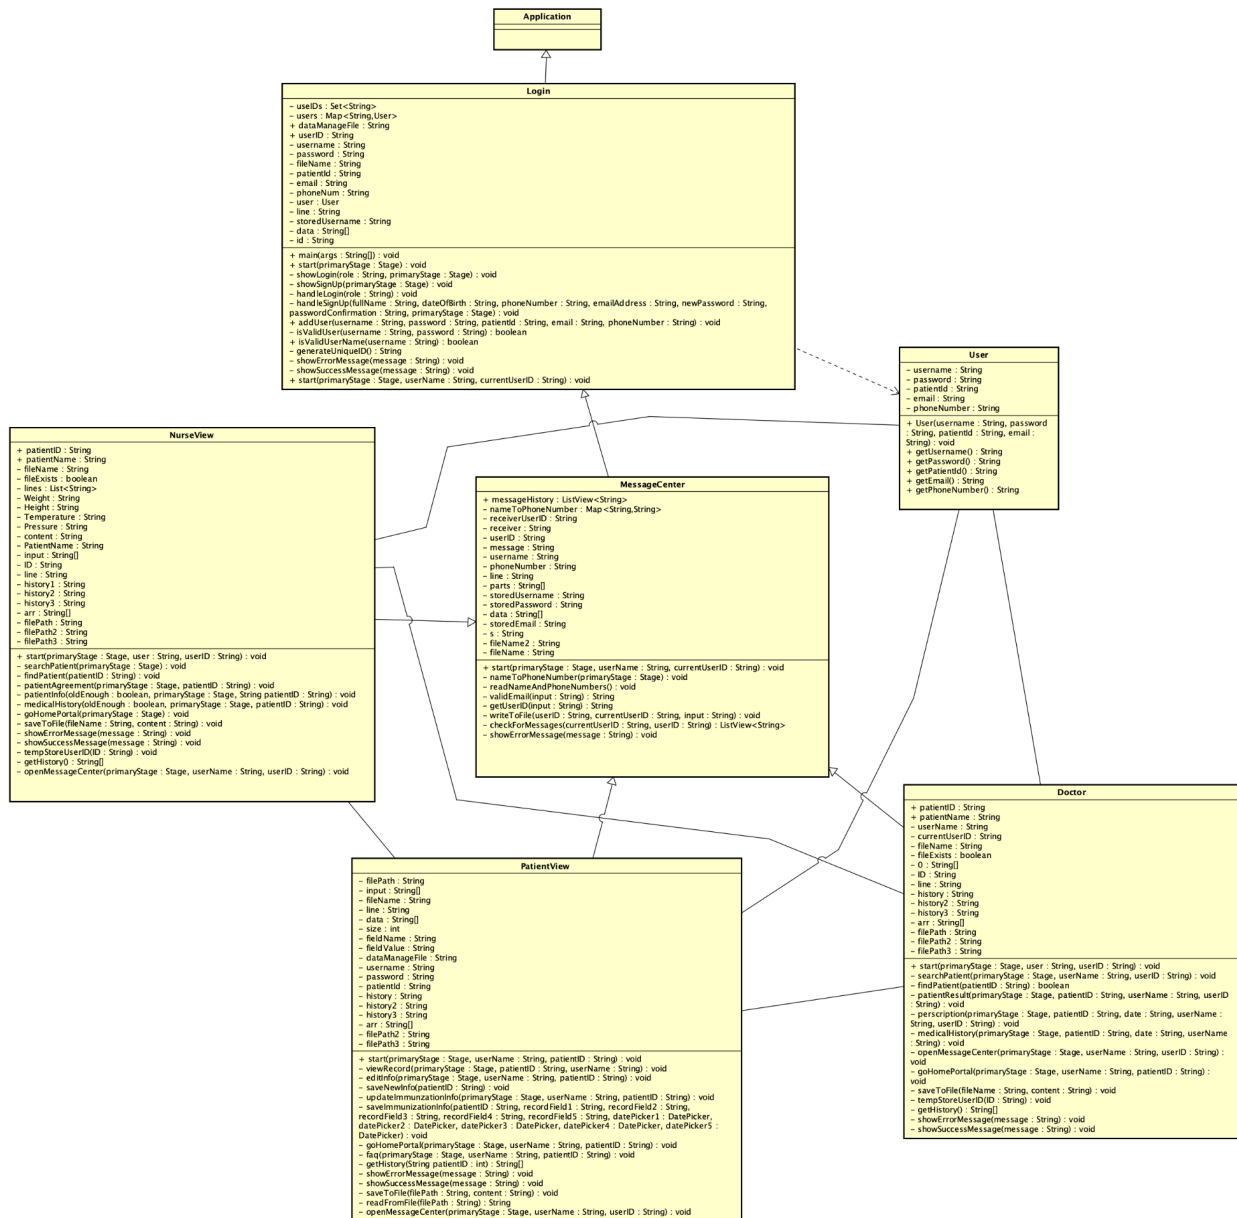 Application
Login
– useIDs : Set<String>
– users : Map<String,User>
+ dataManageFile : String
+ userID : String
– username : String
– password : String
– fileName : String
– patientId : String
– email : String
– phoneNum : String
– user : User
– line : String
– storedUsername : String
– data : String[]
– id : String
+ main(args : String[]) : void
+ start(primaryStage : Stage) : void
– showLogin(role : String, primaryStage : Stage) : void
– showSignUp(primaryStage : Stage) : void
– handleLogin(role : String) : void
– handleSignUp(fullName : String, dateOfBirth : String, phoneNumber : String, emailAddress : String, newPassword : String,
passwordConfirmation : String, primaryStage : Stage) : void
+ addUser(username : String, password : String, patientId : String, email : String, phoneNumber : String) : void
– isValidUser(username : String, password : String) : boolean
+ isValidUserName(username : String) : boolean
– generateUniqueID() : String
– showErrorMessage(message : String) : void
– showSuccessMessage(message : String) : void
+ start(primaryStage : Stage, userName : String, currentUserID : String) : void
User
– username : String
– password : String
– patientId : String
– email : String
– phoneNumber : String
+ User(username : String, password
: String, patientId : String, email :
String) : void
+ getUsername() : String
+ getPassword() : String
+ getPatientId() : String
+ getEmail() : String
+ getPhoneNumber() : String
NurseView
+ patientID : String
+ patientName : String
– fileName : String
– fileExists : boolean
– lines : List<String>
– Weight : String
– Height : String
– Temperature : String
– Pressure : String
– content : String
– PatientName : String
– input : String[]
– ID : String
– line : String
– history1 : String
– history2 : String
– history3 : String
– arr : String[]
– filePath : String
– filePath2 : String
– filePath3 : String
+ start(primaryStage : Stage, user : String, userID : String) : void
– searchPatient(primaryStage : Stage) : void
– findPatient(patientID : String) : void
– patientAgreement(primaryStage : Stage, patientID : String) : void
– patientInfo(oldEnough : boolean, primaryStage : Stage, String patientID : String) : void
– medicalHistory(oldEnough : boolean, primaryStage : Stage, patientID : String) : void
– goHomePortal(primaryStage : Stage) : void
– saveToFile(fileName : String, content : String) : void
– showErrorMessage(message : String) : void
– showSuccessMessage(message : String) : void
– tempStoreUserID(ID : String) : void
– getHistory() : String[]
– openMessageCenter(primaryStage : Stage, userName : String, userID : String) : void
MessageCenter
+ messageHistory : ListView<String>
– nameToPhoneNumber : Map<String,String>
– receiverUserID : String
– receiver : String
– userID : String
– message : String
– username : String
– phoneNumber : String
– line : String
– parts : String[]
– storedUsername : String
– storedPassword : String
– data : String[]
– storedEmail : String
– s : String
– fileName2 : String
– fileName : String
+ start(primaryStage : Stage, userName : String, currentUserID : String) : void
– nameToPhoneNumber(primaryStage : Stage) : void
– readNameAndPhoneNumbers() : void
– validEmail(input : String) : String
– getUserID(input : String) : String
– writeToFile(userID : String, currentUserID : String, input : String) : void
– checkForMessages(currentUserID : String, userID : String) : ListView<String>
– showErrorMessage(message : String) : void
Doctor
+ patientID : String
+ patientName : String
– userName : String
– currentUserID : String
– fileName : String
– fileExists : boolean
– 0 : String[]
– ID : String
– line : String
– history : String
– history2 : String
– history3 : String
– arr : String[]
– filePath : String
– filePath2 : String
– filePath3 : String
+ start(primaryStage : Stage, user : String, userID : String) : void
– searchPatient(primaryStage : Stage, userName : String, userID : String) : void
– findPatient(patientID : String) : boolean
– patientResult(primaryStage : Stage, patientID : String, userName : String, userID
: String) : void
– perscription(primaryStage : Stage, patientID : String, date : String, userName :
String, userID : String) : void
– medicalHistory(primaryStage : Stage, patientID : String, date : String, userName
: String) : void
– openMessageCenter(primaryStage : Stage, userName : String, userID : String) :
void
– goHomePortal(primaryStage : Stage, userName : String, patientID : String) :
void
– saveToFile(fileName : String, content : String) : void
– tempStoreUserID(ID : String) : void
– getHistory() : String[]
– showErrorMessage(message : String) : void
– showSuccessMessage(message : String) : void
PatientView
– filePath : String
– input : String[]
– fileName : String
– line : String
– data : String[]
– size : int
– fieldName : String
– fieldValue : String
– dataManageFile : String
– username : String
– password : String
– patientId : String
– history : String
– history2 : String
– history3 : String
– arr : String[]
– filePath2 : String
– filePath3 : String
+ start(primaryStage : Stage, userName : String, patientID : String) : void
– viewRecord(primaryStage : Stage, patientID : String, userName : String) : void
– editInfo(primaryStage : Stage, userName : String, patientID : String) : void
– saveNewInfo(patientID : String) : void
– updateImmunzationInfo(primaryStage : Stage, userName : String, patientID : String) : void
– saveImmunizationInfo(patientID : String, recordField1 : String, recordField2 : String,
recordField3 : String, recordField4 : String, recordField5 : String, datePicker1 : DatePicker,
datePicker2 : DatePicker, datePicker3 : DatePicker, datePicker4 : DatePicker, datePicker5 :
DatePicker) : void
– goHomePortal(primaryStage : Stage, userName : String, patientID : String) : void
– faq(primaryStage : Stage, userName : String, patientID : String) : void
– getHistory(String patientID : int) : String[]
– showErrorMessage(message : String) : void
– showSuccessMessage(message : String) : void
– saveToFile(filePath : String, content : String) : void
– readFromFile(filePath : String) : String
– openMessageCenter(primaryStage : Stage, userName : String, userID : String) : void